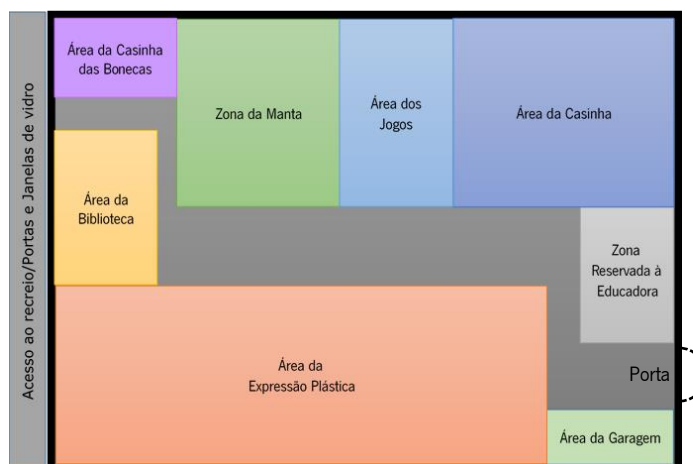 Acesso ao recreio/Portas e Janelas de vidro
Área da Casinha
das Bonecas
Zona da Manta
Área dos
Jogos
Área da Casinha
Área da
Biblioteca
Zona
Reservada à
Educadora
Área da
Expressão Plástica
Porta
Área da Garagem